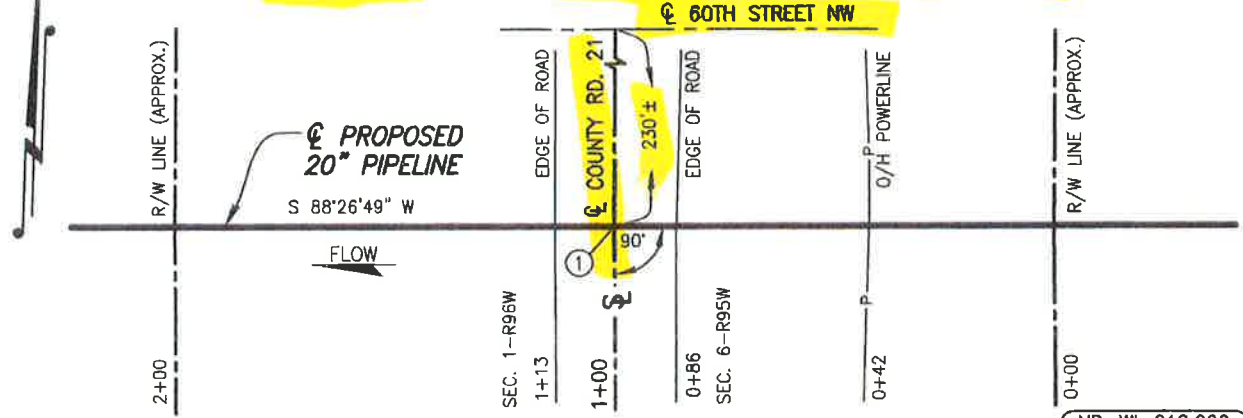 ℄ 60TH STREET NW
R/W LINE (APPROX.)
℄ PROPOSED
20" PIPELINE
S 88°26'49" W
FLOW
EDGE OF ROAD
℄ COUNTY RD. 21
230'±
EDGE OF ROAD
P
O/H POWERLINE
R/W LINE (APPROX.)
1
90°
2+00
SEC. 1-R96W
1+13
1+00
SL
0+86
SEC. 6-R95W
P
0+42
0+00